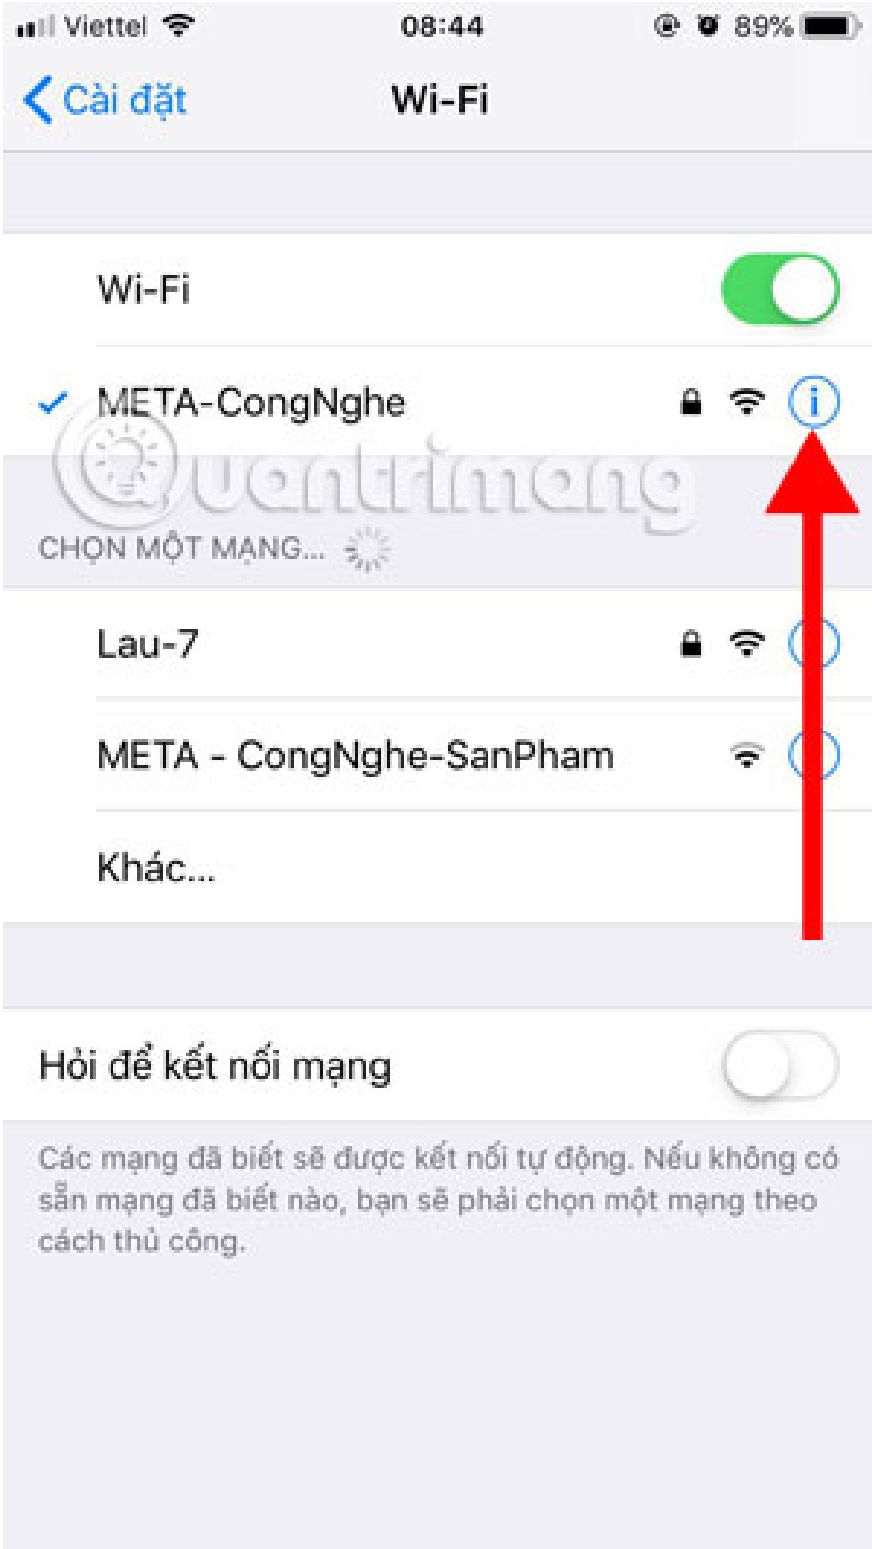 Viettel 08:44 89%
Cài đặt Wi-Fi
Wi-Fi
META-CongNghe
Quantrimang
CHỌN MỘT MẠNG...
Lau-7
META - CongNghe-SanPham
Khác...
Hỏi để kết nối mạng
Các mạng đã biết sẽ được kết nối tự động. Nếu không có
sẵn mạng đã biết nào, bạn sẽ phải chọn một mạng theo
cách thủ công.